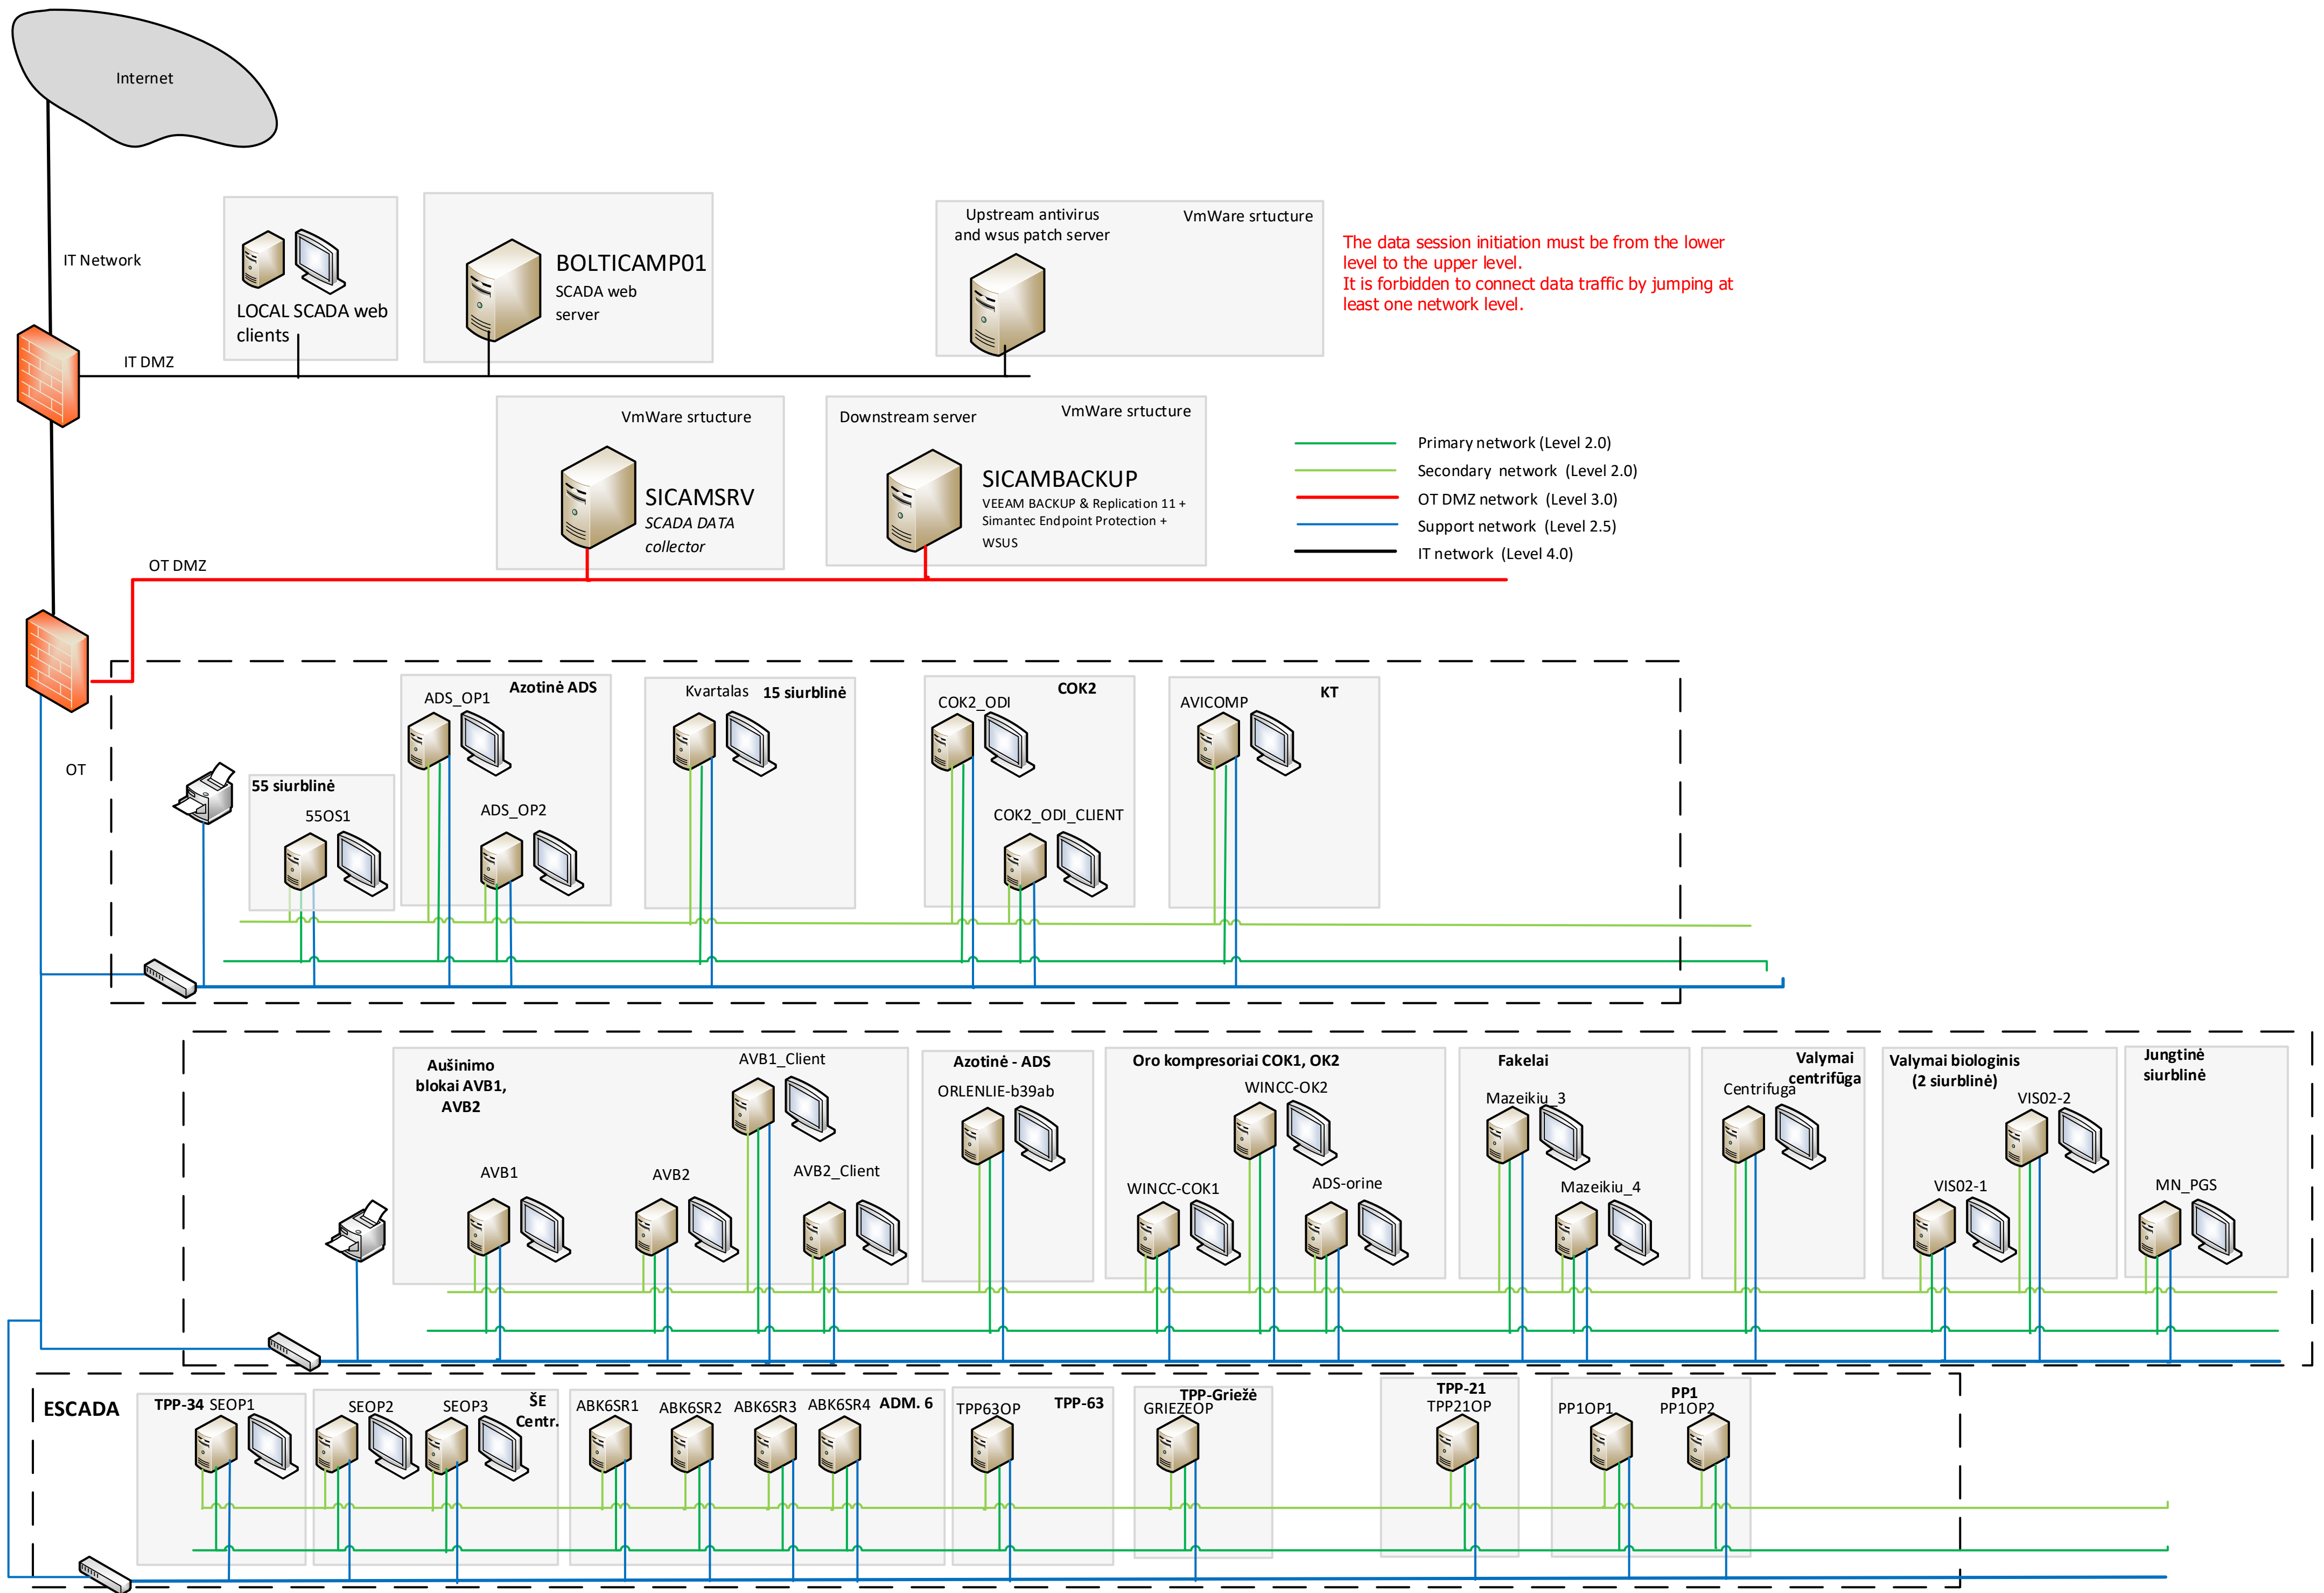 Internet
IT Network
LOCAL SCADA web
clients
BOLTICAMP01
SCADA web
server
Upstream antivirus
and wsus patch server
VmWare srtucture
The data session initiation must be from the lower
level to the upper level.
It is forbidden to connect data traffic by jumping at
least one network level.
IT DMZ
VmWare srtucture
SICAMSRV
SCADA DATA
collector
Downstream server
VmWare srtucture
SICAMBACKUP
VEEAM BACKUP & Replication 11 +
Simantec Endpoint Protection +
WSUS
Primary network (Level 2.0)
Secondary network (Level 2.0)
OT DMZ network (Level 3.0)
Support network (Level 2.5)
IT network (Level 4.0)
OT DMZ
OT
55 siurblinė
55OS1
Azotinė ADS
ADS_OP1
ADS_OP2
Kvartalas
15 siurblinė
COK2
COK2_ODI
COK2_ODI_CLIENT
KT
AVICOMP
Aušinimo
blokai AVB1,
AVB2
AVB1_Client
AVB1
AVB2
AVB2_Client
Azotinė - ADS
ORLENLIE-b39ab
Oro kompresoriai COK1, OK2
WINCC-OK2
WINCC-COK1
ADS-orine
Fakelai
Mazeikiu_3
Mazeikiu_4
Valymai
centrifūga
Centrifuga
Valymai biologinis
(2 siurblinė)
VIS02-2
VIS02-1
Jungtinė
siurblinė
MN_PGS
ESCADA
TPP-34
SEOP1
SEOP2
SEOP3
ŠE
Centr.
ABK6SR1
ABK6SR2
ABK6SR3
ABK6SR4
ADM. 6
TPP63OP
TPP-63
TPP-Griežė
GRIEZEOP
TPP-21
TPP21OP
PP1
PP1OP1
PP1OP2